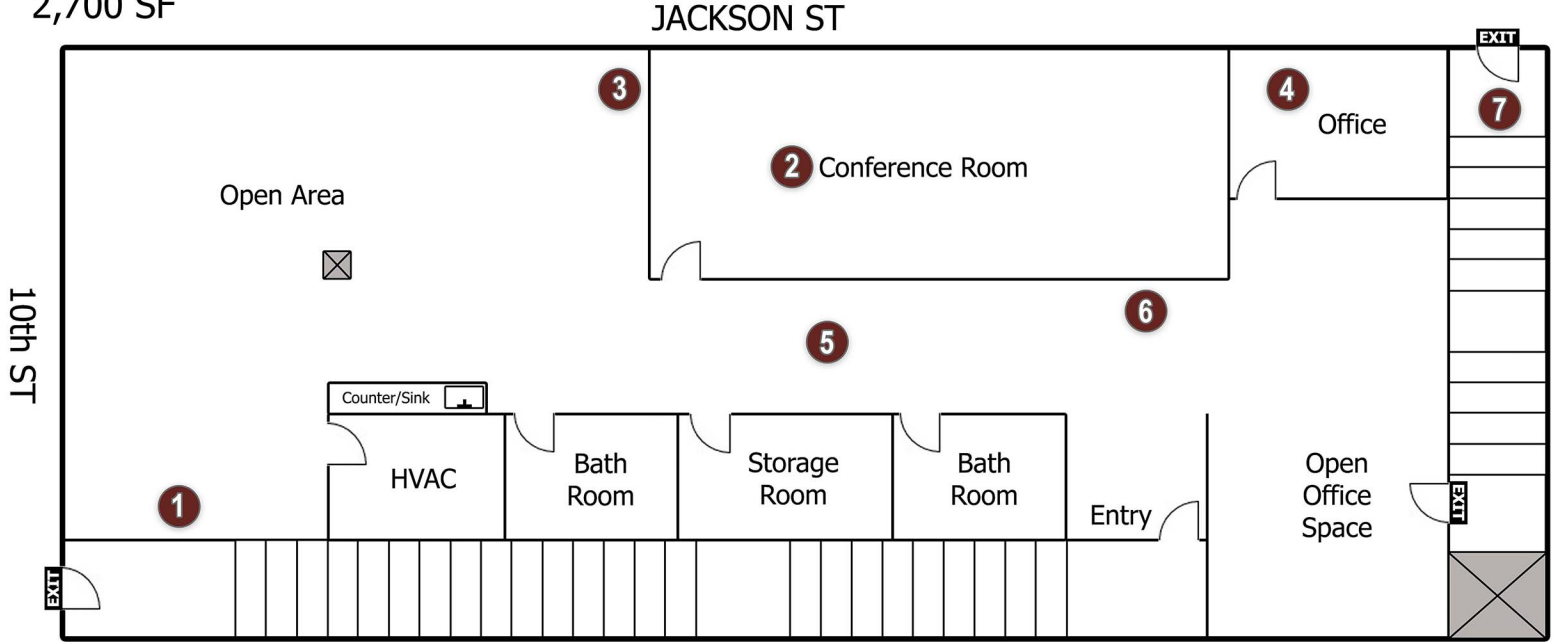 2,700 SF
JACKSON ST
EXIT
3
4
7
Office
2 Conference Room
Open Area
10th ST
6
5
Counter/Sink
HVAC
Bath
Room
Storage
Room
Bath
Room
Open
Office
Space
1
Entry
EXIT
EXIT